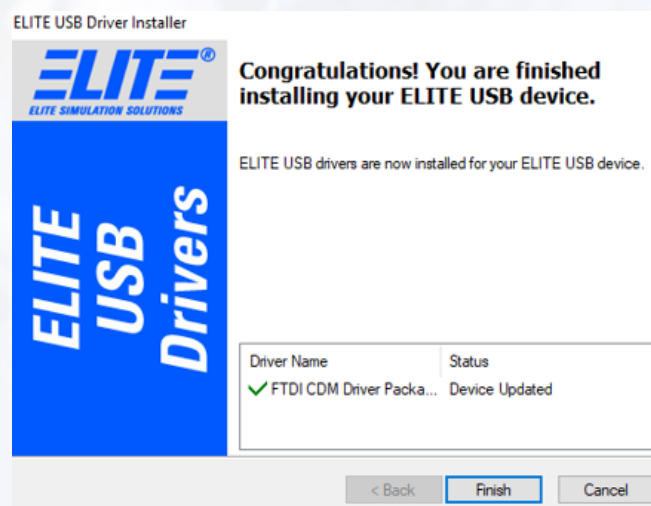 ELITE USB Driver Installer
ELITE®
ELITE SIMULATION SOLUTIONS
Congratulations! You are finished
installing your ELITE USB device.
ELITE USB drivers are now installed for your ELITE USB device.
ELITE
USB
Drivers
Driver Name Status
FTDI CDM Driver Packa... Device Updated
< Back Finish Cancel